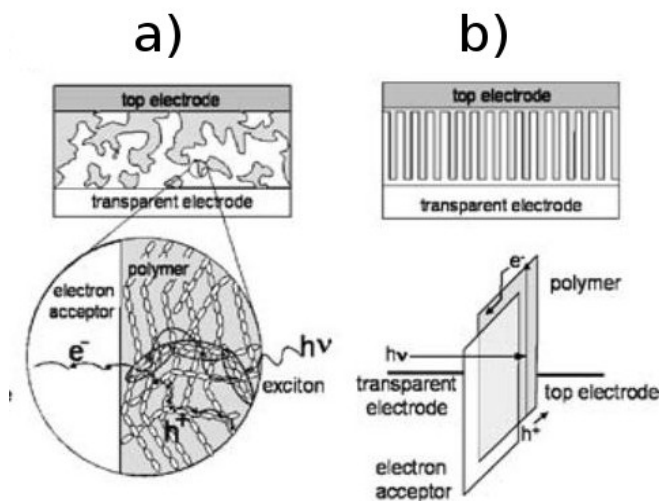 a)
b)
top electrode
transparent electrode
top electrode
transparent electrode
electron
acceptor
polymer
e-
hν
exciton
h+
e-
polymer
hν
transparent
electrode
top electrode
h+
electron
acceptor